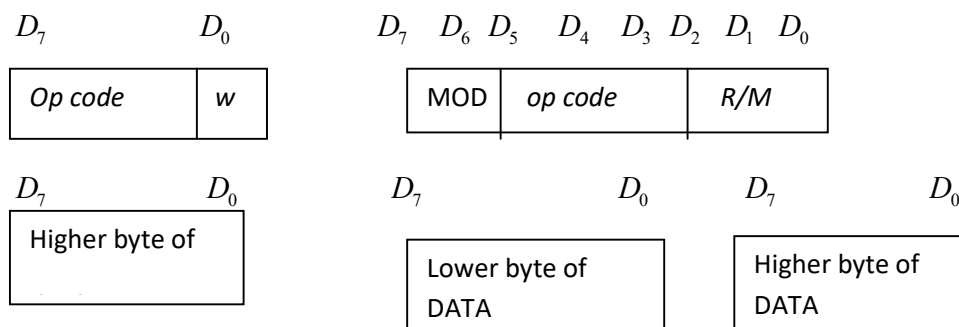 D₇ D₀ D₇ D₆ D₅ D₄ D₃ D₂ D₁ D₀
Op code w MOD op code R/M
D₇ D₀ D₇ D₀ D₇ D₀
Higher byte of
Lower byte of
DATA
Higher byte of
DATA